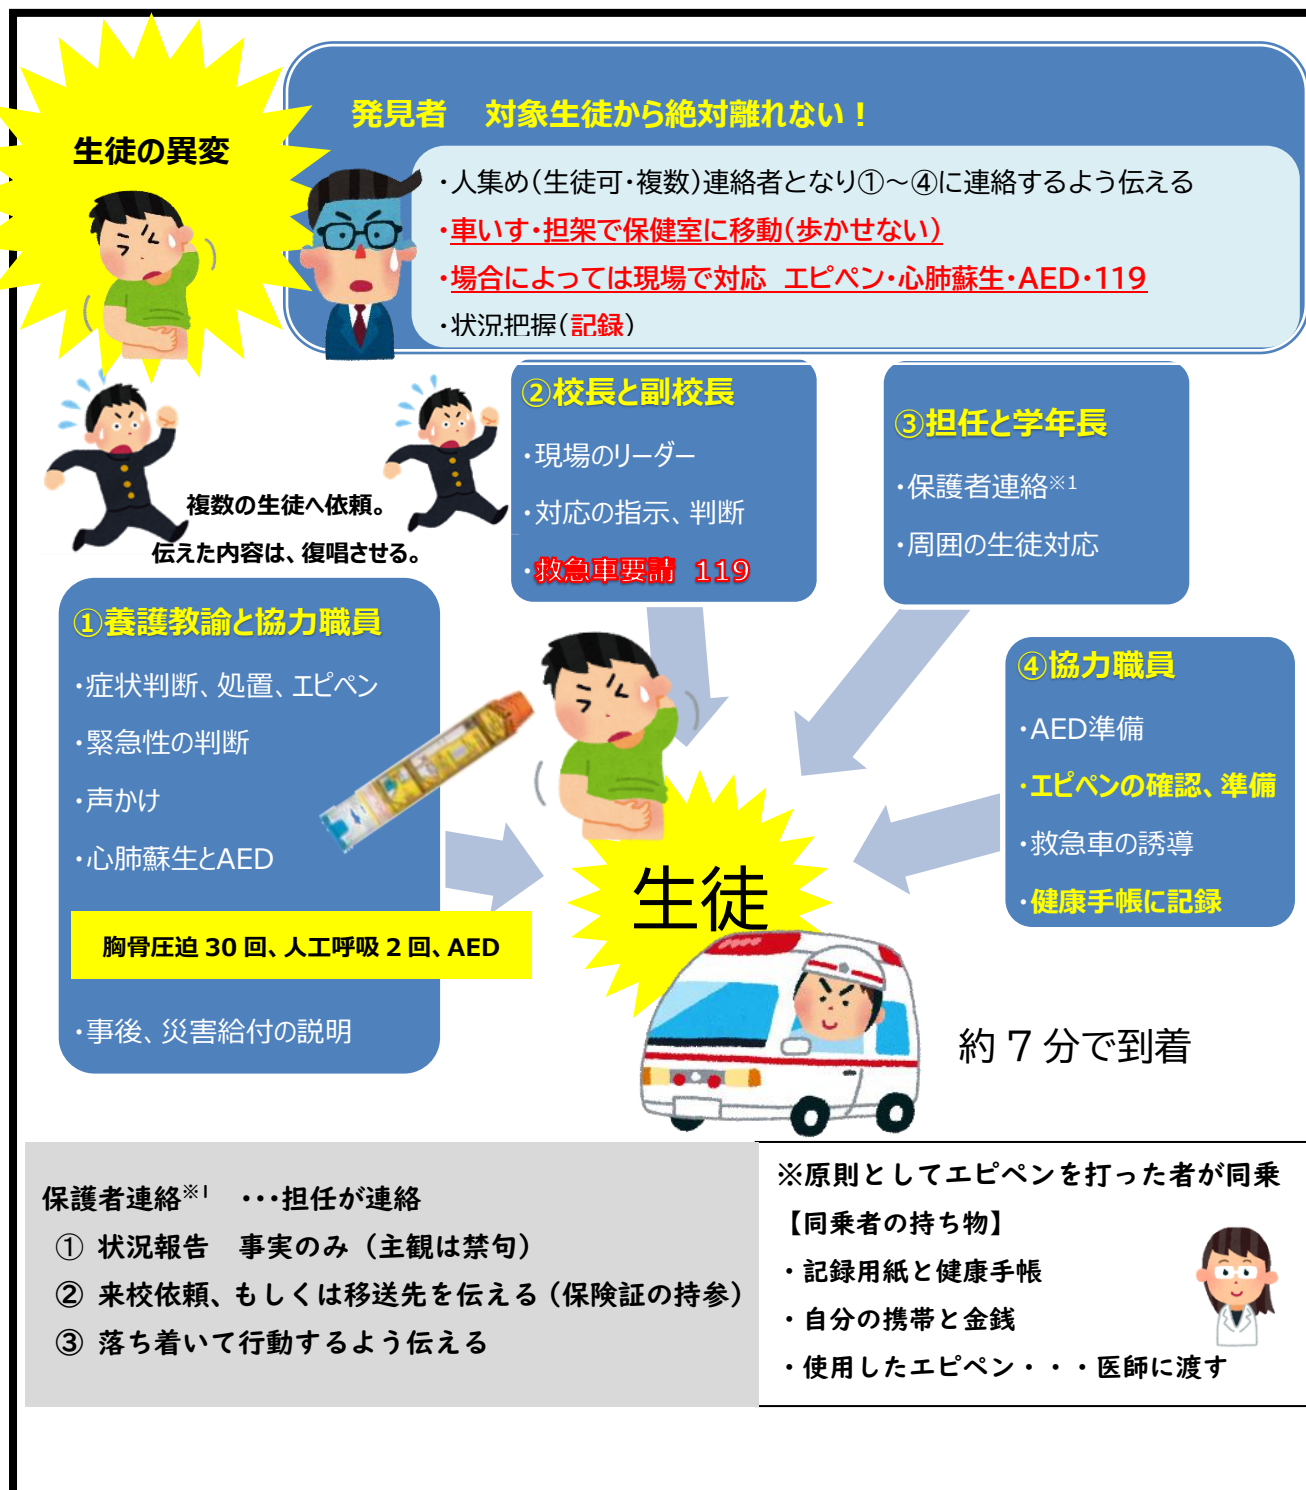 生徒の異変
発見者　対象生徒から絶対離れない！
・人集め（生徒可・複数）連絡者となり①～④に連絡するよう伝える
・車いす・担架で保健室に移動（歩かせない）
・場合によっては現場で対応　エピペン・心肺蘇生・AED・119
・状況把握（記録）
複数の生徒へ依頼。
伝えた内容は、復唱させる。
②校長と副校長
・現場のリーダー
・対応の指示、判断
・救急車要請　119
③担任と学年長
・保護者連絡※1
・周囲の生徒対応
①養護教諭と協力職員
・症状判断、処置、エピペン
・緊急性の判断
・声かけ
・心肺蘇生とAED
胸骨圧迫 30 回、人工呼吸 2 回、AED
・事後、災害給付の説明
④協力職員
・AED準備
・エピペンの確認、準備
・救急車の誘導
・健康手帳に記録
生徒
約 7 分で到着
保護者連絡※1　・・・担任が連絡
① 状況報告　事実のみ（主観は禁句）
② 来校依頼、もしくは移送先を伝える（保険証の持参）
③ 落ち着いて行動するよう伝える
※原則としてエピペンを打った者が同乗
【同乗者の持ち物】
・記録用紙と健康手帳
・自分の携帯と金銭
・使用したエピペン・・・医師に渡す